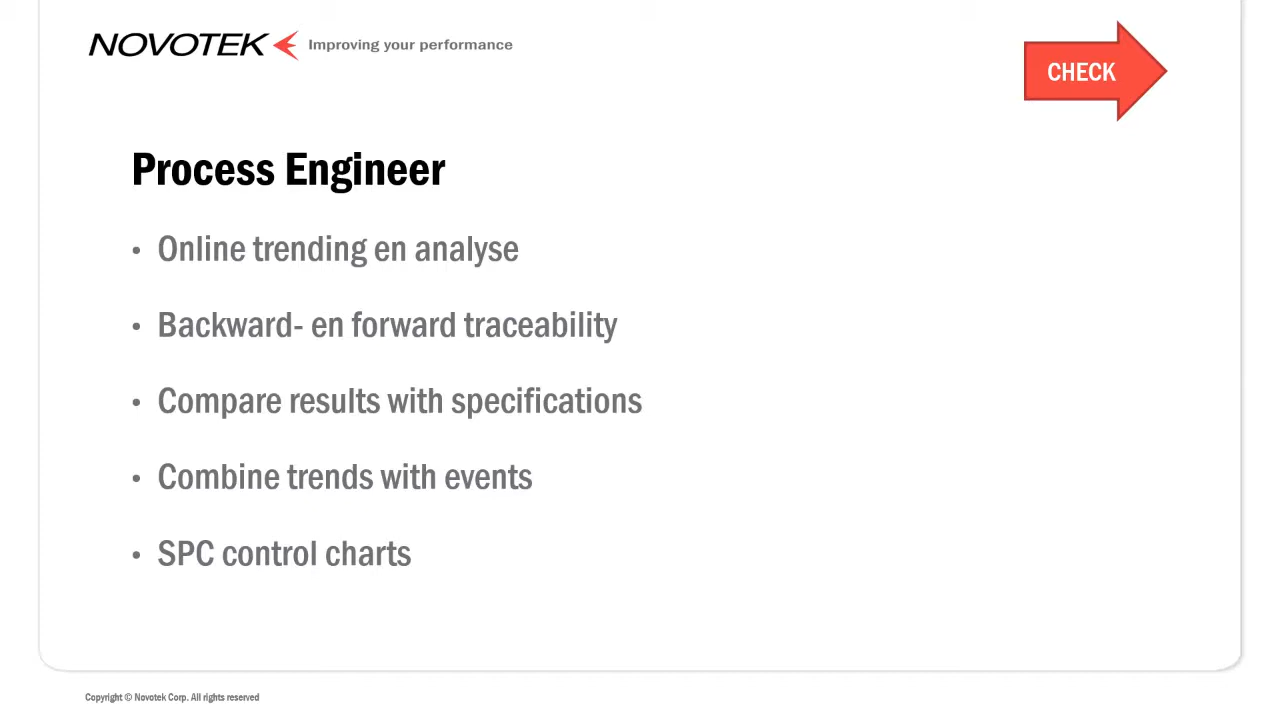 NOVOTEK Improving your performance
CHECK
Process Engineer
• Online trending en analyse
• Backward- en forward traceability
• Compare results with specifications
• Combine trends with events
• SPC control charts
Copyright © Novotek Corp. All rights reserved